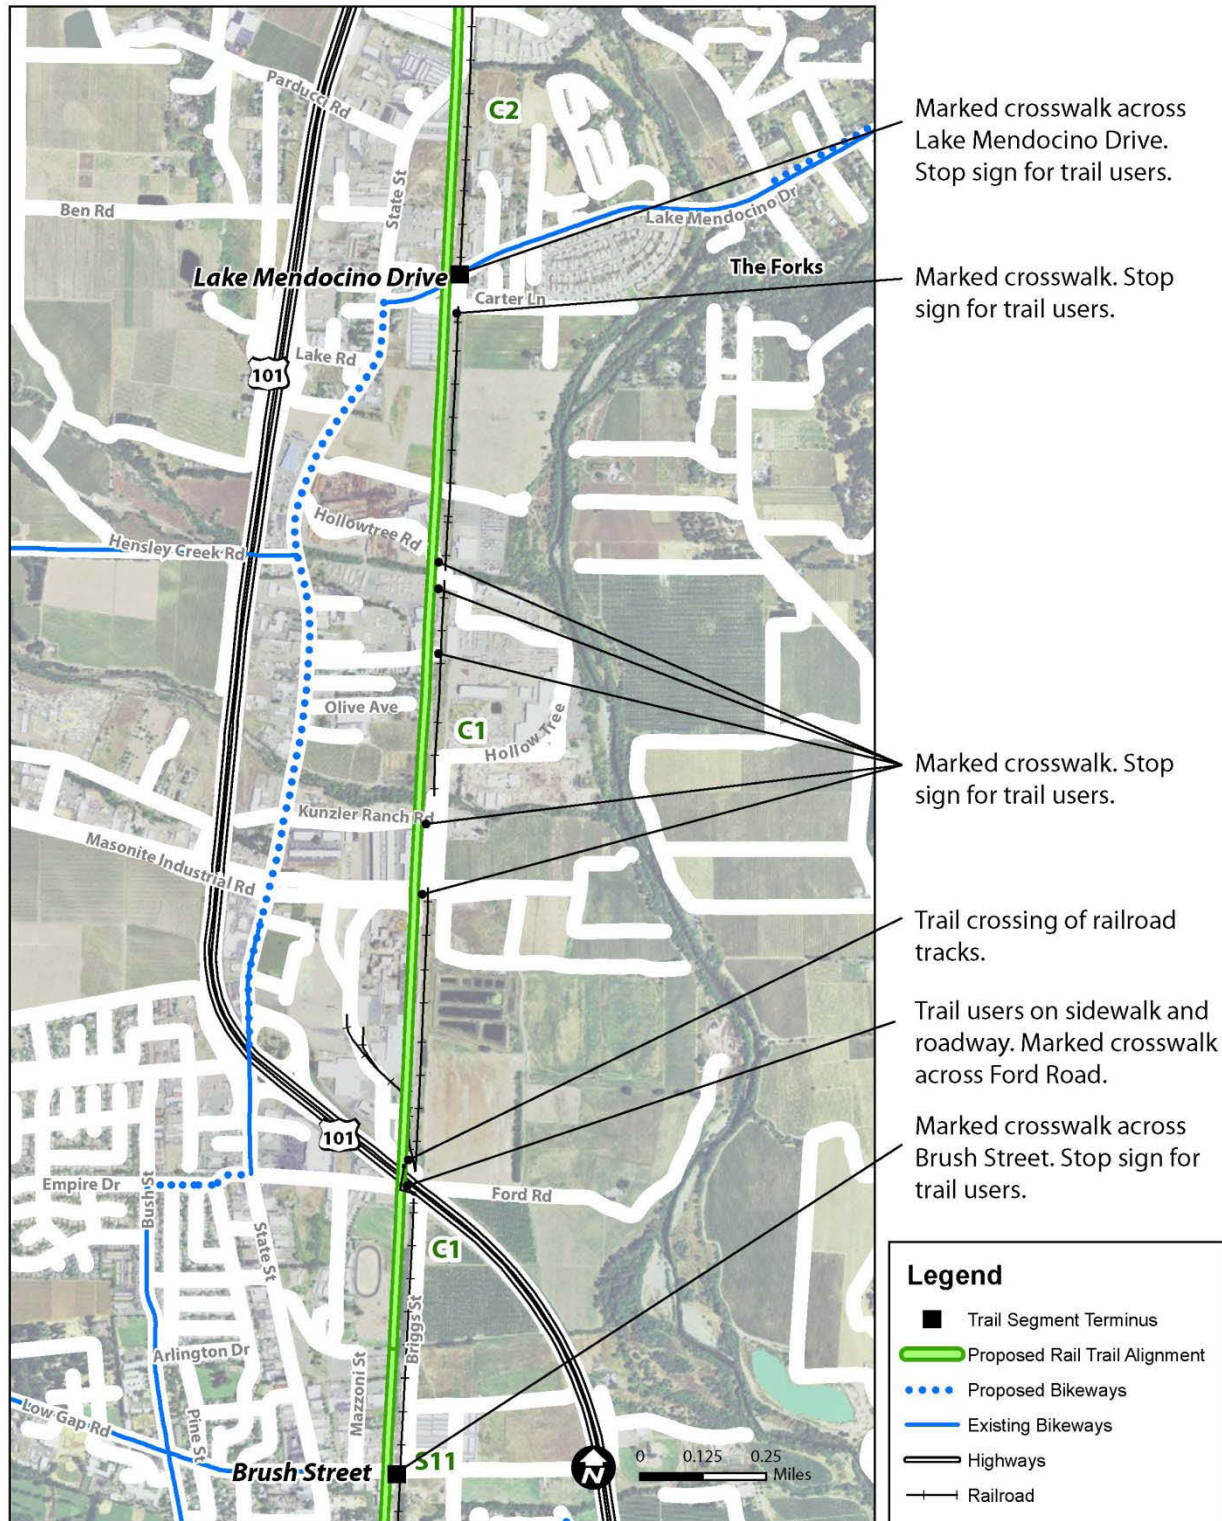 C2
Parducci Rd
State St
Ben Rd
Lake Mendocino Dr
Lake Mendocino Drive
The Forks
Carter Ln
Lake Rd
101
Hollowtree Rd
Hensley Creek Rd
Olive Ave
C1
Hollow Tree
Kunzler Ranch Rd
Masonite Industrial Rd
101
Empire Dr
Bush St
Ford Rd
State St
C1
Briggs St
Arlington Dr
Mazzoni St
Low Gap Rd
Pine St
Brush Street
S11
N
0 0.125 0.25
Miles
Marked crosswalk across
Lake Mendocino Drive.
Stop sign for trail users.
Marked crosswalk. Stop
sign for trail users.
Marked crosswalk. Stop
sign for trail users.
Trail crossing of railroad
tracks.
Trail users on sidewalk and
roadway. Marked crosswalk
across Ford Road.
Marked crosswalk across
Brush Street. Stop sign for
trail users.
Legend
Trail Segment Terminus
Proposed Rail Trail Alignment
Proposed Bikeways
Existing Bikeways
Highways
Railroad